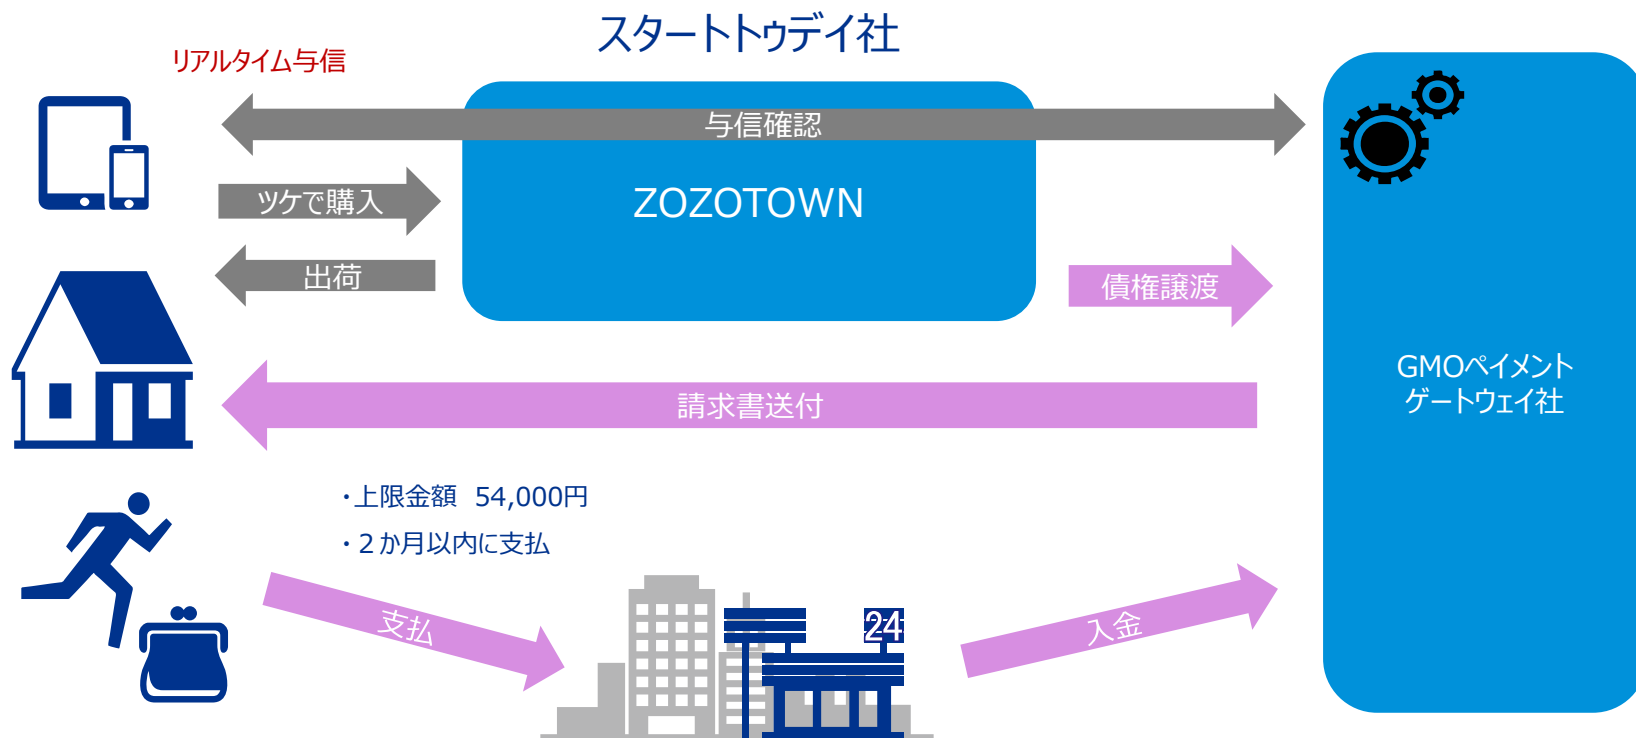 スタートトゥデイ社
リアルタイム与信
与信確認
ツケで購入
ZOZOTOWN
出荷
債権譲渡
GMOペイメント
ゲートウェイ社
請求書送付
・上限金額 54,000円
・２か月以内に支払
支払
24
入金